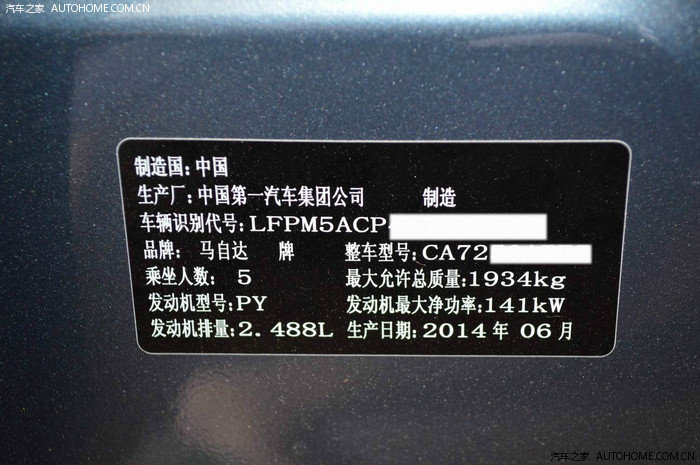 汽车之家 AUTOHOME.COM.CN
制造国:中国
生产厂:中国第一汽车集团公司 制造
车辆识别代号:LFPM5ACP
品牌: 马自达 牌 整车型号:CA72
乘坐人数: 5 最大允许总质量:1934kg
发动机型号:PY 发动机最大净功率:141kW
发动机排量:2.488L 生产日期:2014 年 06 月
汽车之家 AUTOHOME.COM.CN